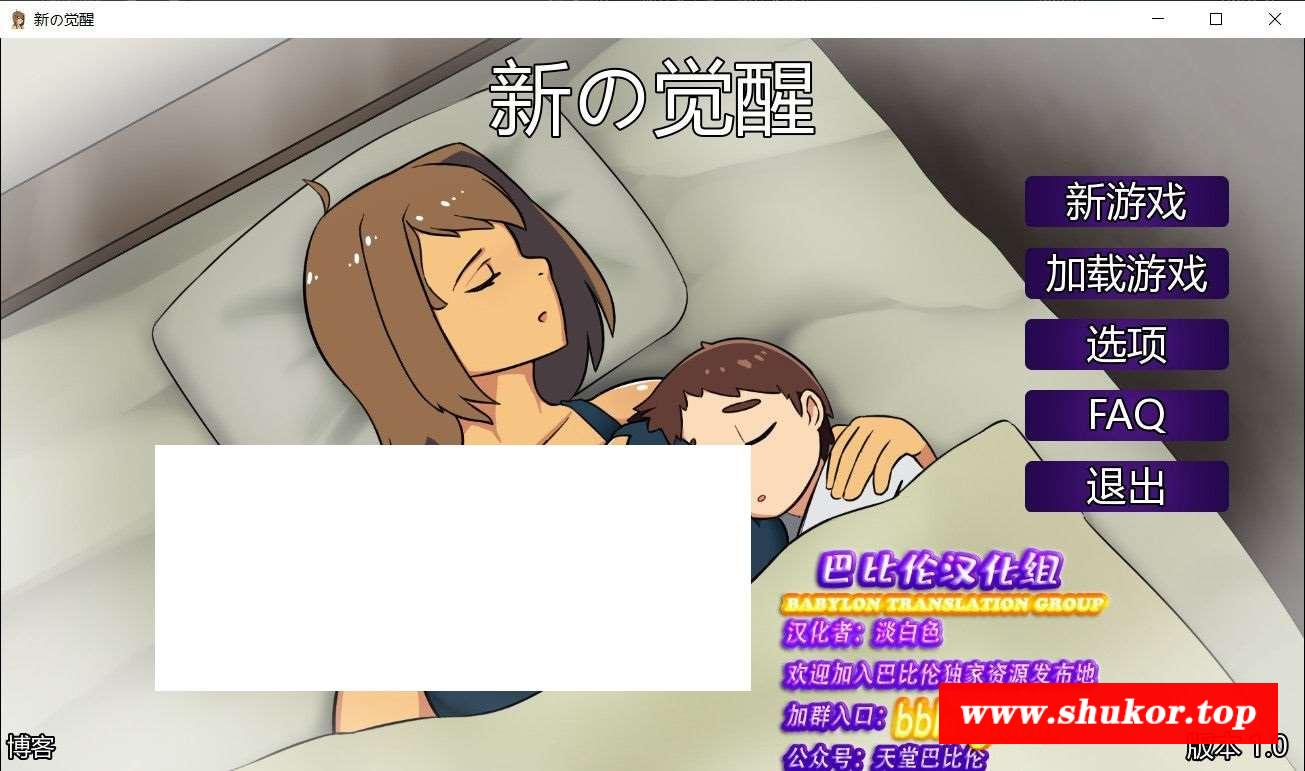 新の觉醒
新の觉醒
新游戏
加载游戏
选项
FAQ
退出
巴比伦汉化组
BABYLON TRANSLATION GROUP
汉化者：淡白色
欢迎加入巴比伦独家资源发布地
加群入口：
www.shukor.top
公众号：天堂巴比伦
博客
版本 1.0